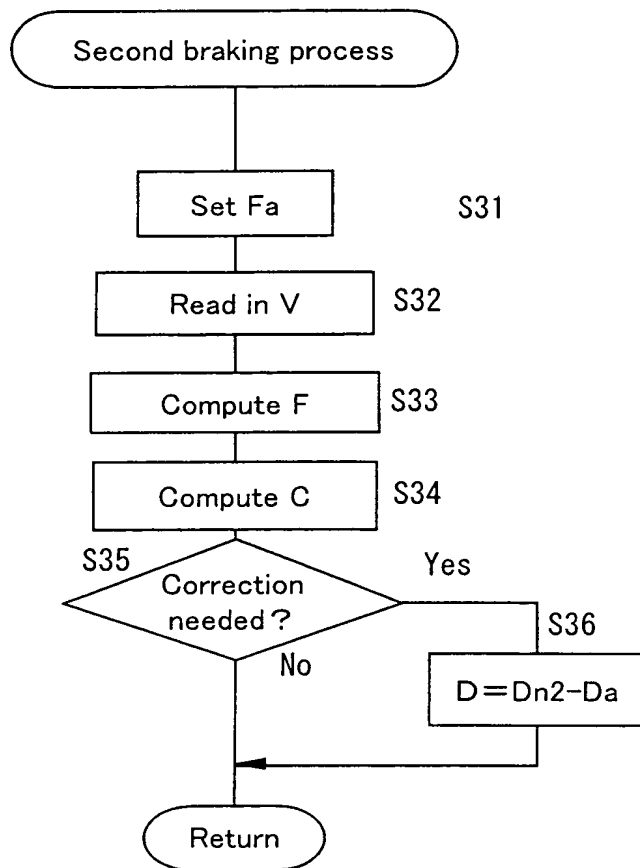 Second braking process
Set Fa
S31
Read in V
S32
Compute F
S33
Compute C
S34
S35
Correction
needed?
Yes
S36
No
D=Dn2-Da
Return